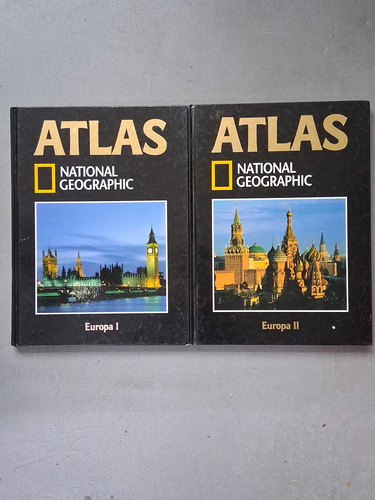 ATLAS
NATIONAL
GEOGRAPHIC
Europa I
ATLAS
NATIONAL
GEOGRAPHIC
Europa II